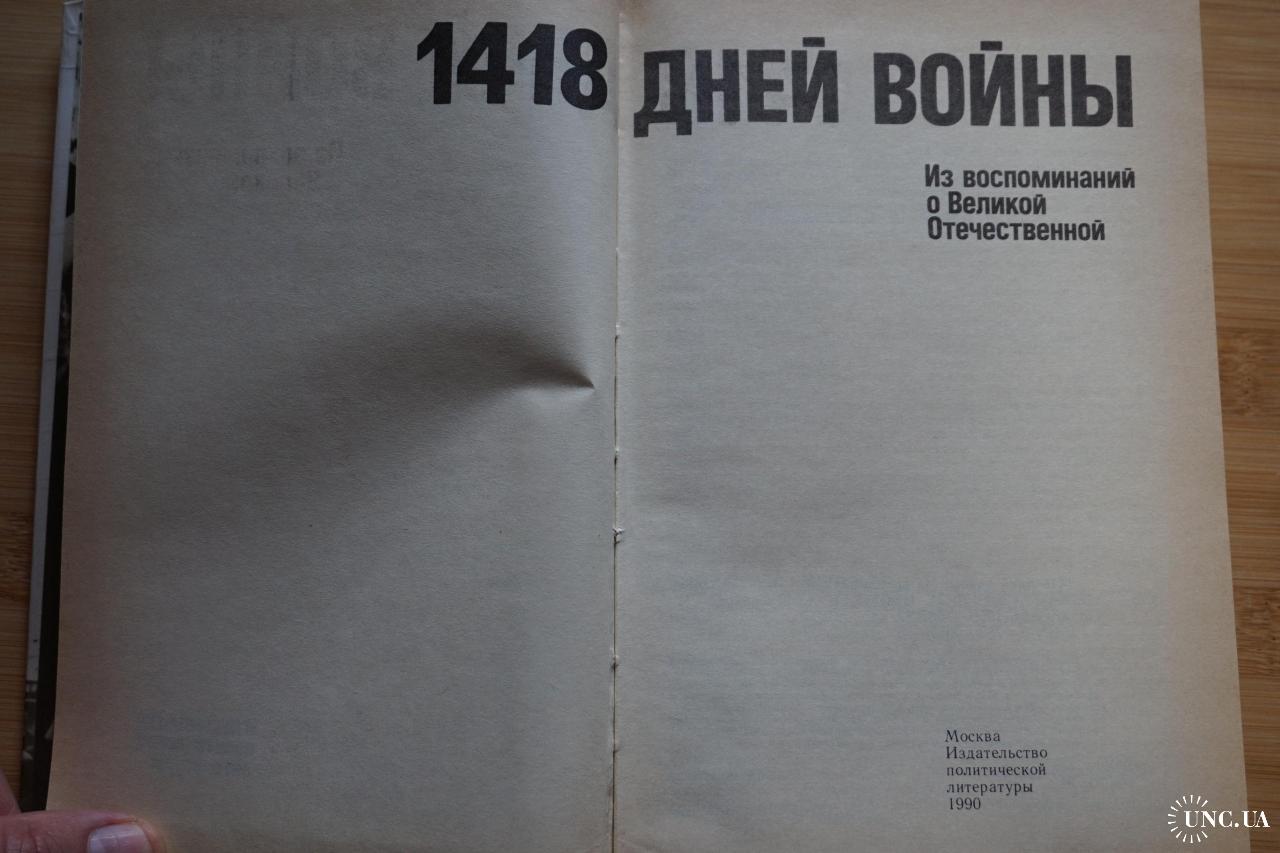 1418 ДНЕЙ ВОЙНЫ
Из воспоминаний
о Великой
Отечественной
Москва
Издательство
политической
литературы
1990
UNC.UA